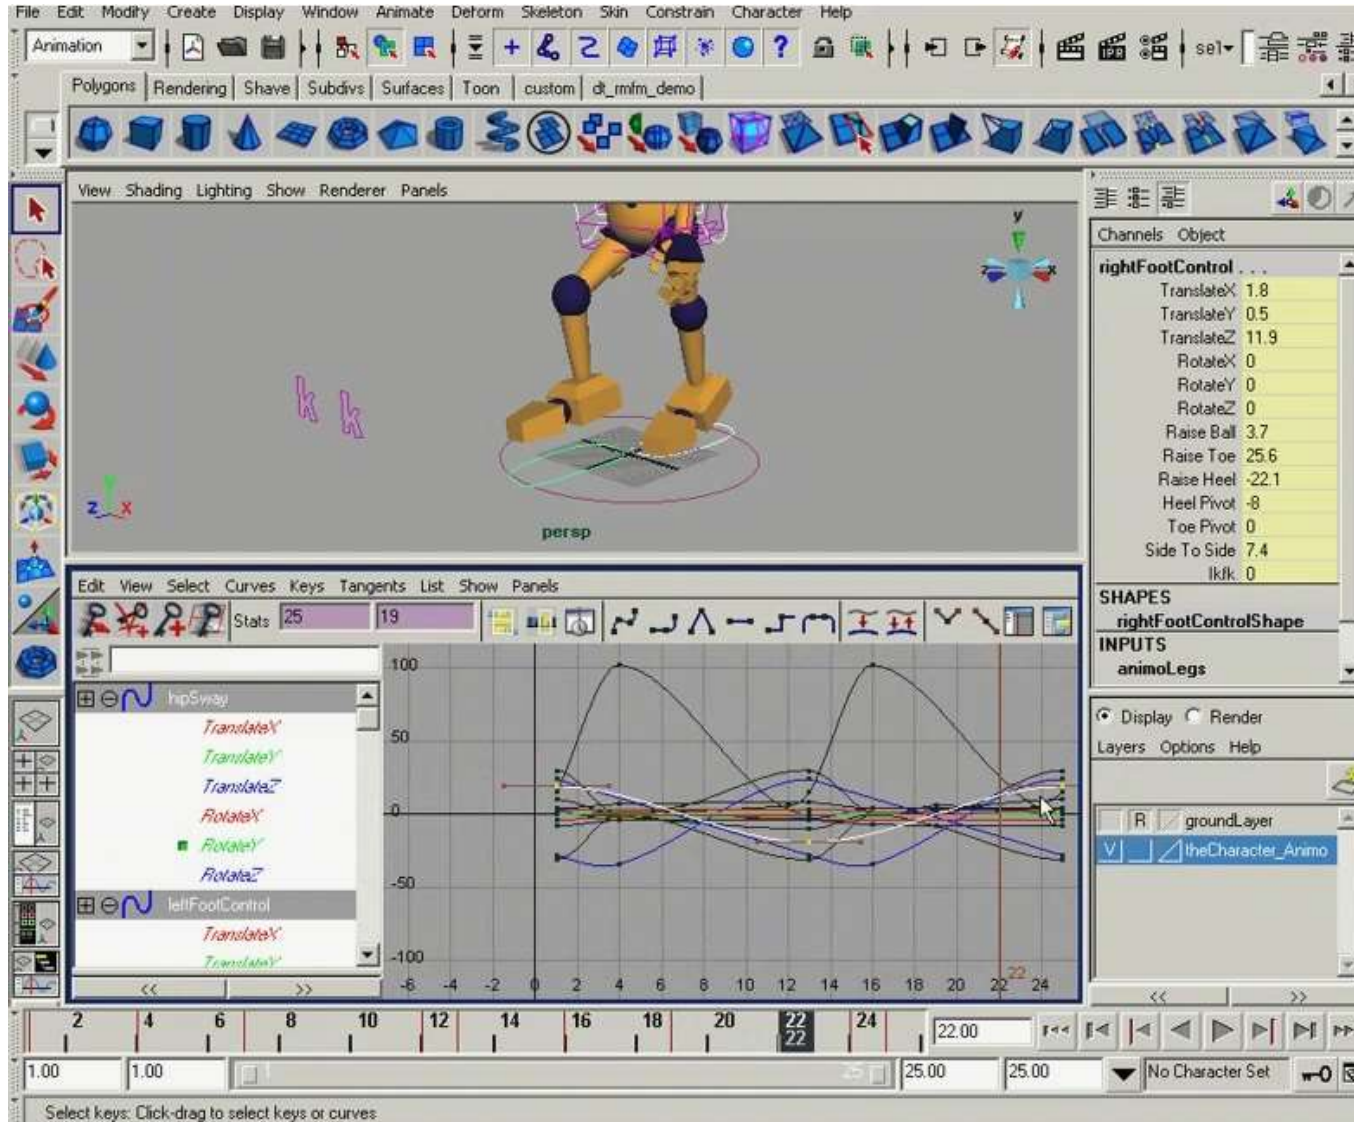 File Edit Modify Create Display Window Animate Deform Skeleton Skin Constrain Character Help
Animation
sel
Polygons Rendering Shave Subdivs Surfaces Toon custom dt_rmfm_demo
View Shading Lighting Show Renderer Panels
y
z x
k k
y
z x
persp
Channels Object
rightFootControl . . .
TranslateX 1.8
TranslateY 0.5
TranslateZ 11.9
RotateX 0
RotateY 0
RotateZ 0
Raise Ball 3.7
Raise Toe 25.6
Raise Heel -22.1
Heel Pivot -8
Toe Pivot 0
Side To Side 7.4
Ikfk 0
SHAPES
rightFootControlShape
INPUTS
animoLegs
Edit View Select Curves Keys Tangents List Show Panels
Stats 25 19
hipSway
TranslateX
TranslateY
TranslateZ
RotateX
RotateY
RotateZ
leftFootControl
TranslateX
TranslateY
<< >>
100
50
0
-50
-100
22
-6 -4 -2 0 2 4 6 8 10 12 14 16 18 20 22 24
Display Render
Layers Options Help
R groundLayer
V theCharacter_Animo
<< >>
2 4 6 8 10 12 14 16 18 20 22 24
22
22.00
1.00 1.00 1 25 25.00 25.00 No Character Set
Select keys: Click-drag to select keys or curves